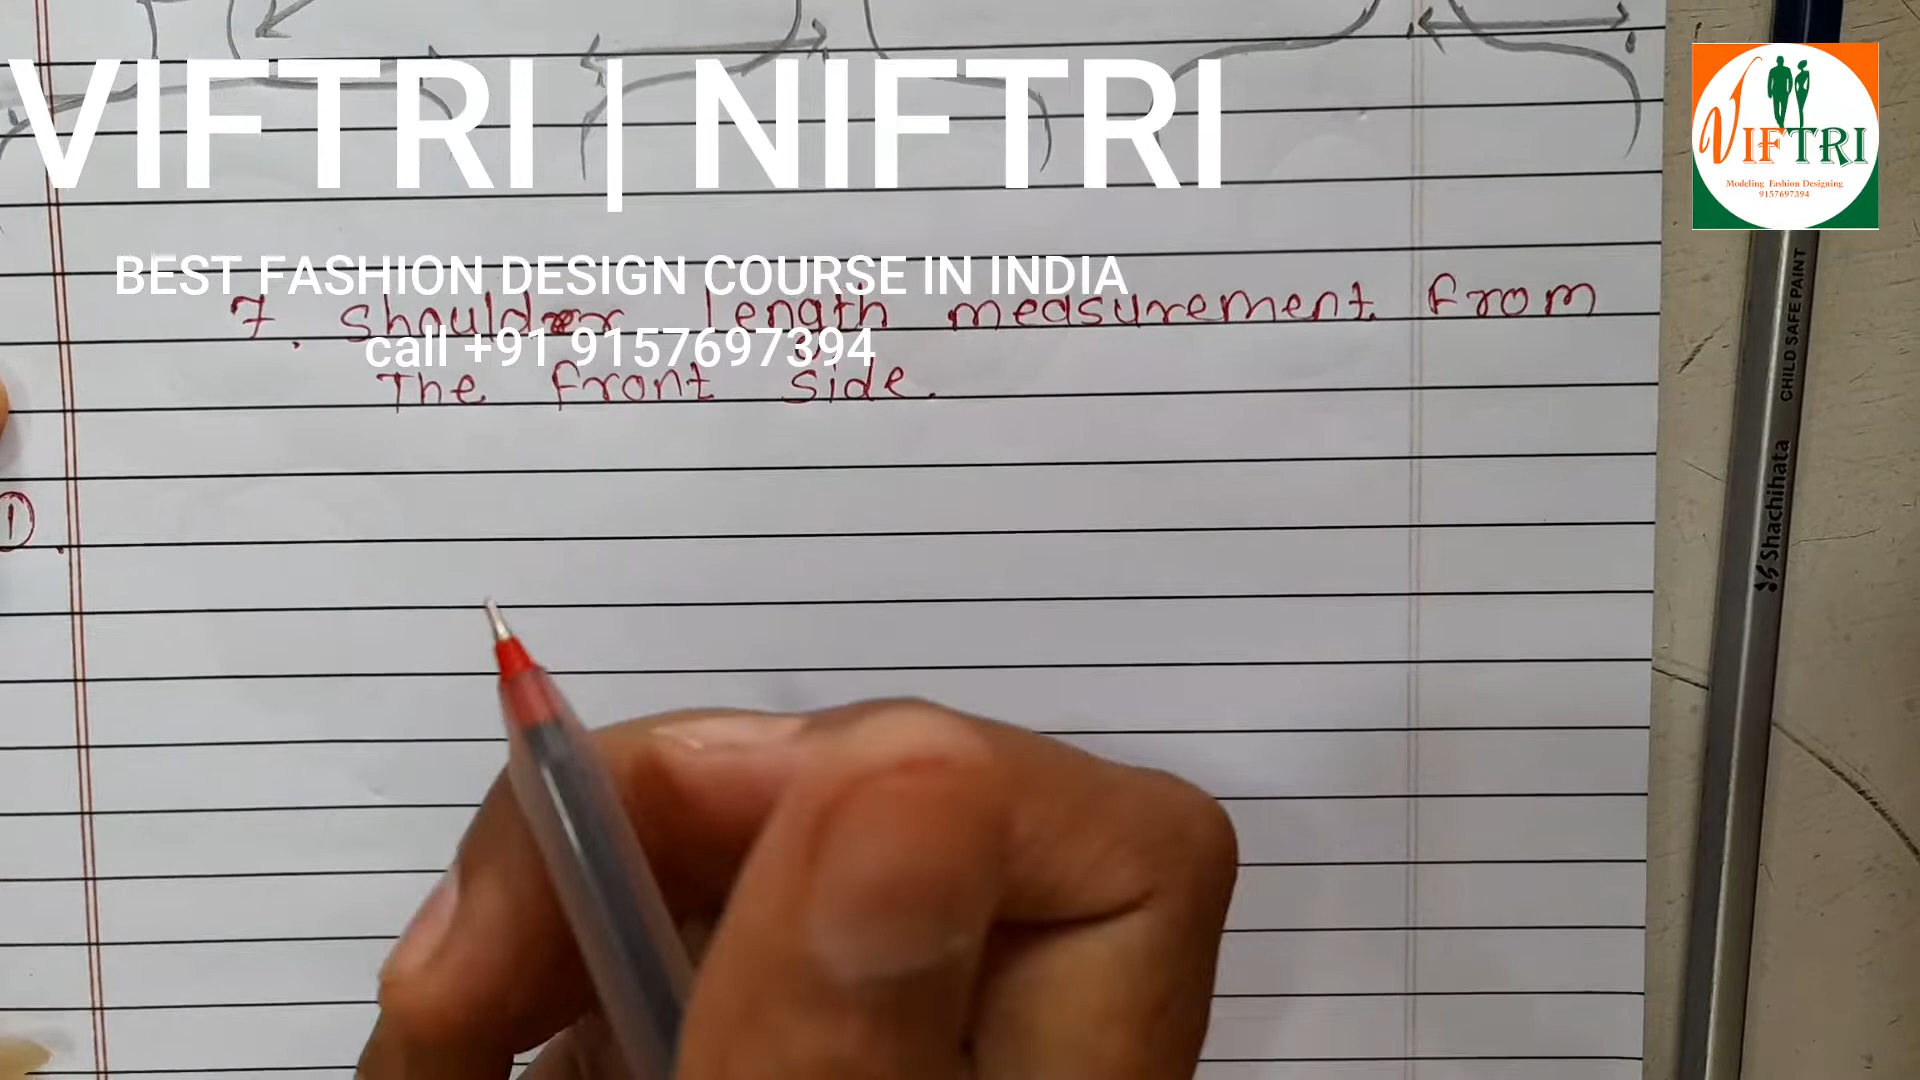 VIFTRI | NIFTRI
VIFTRI
Modeling Fashion Designing
9157697394
BEST FASHION DESIGN COURSE IN INDIA
7. shoulder length measurement. from
call +91 9157697394
The front side.
1
CHILD SAFE PAINT
Shachihata